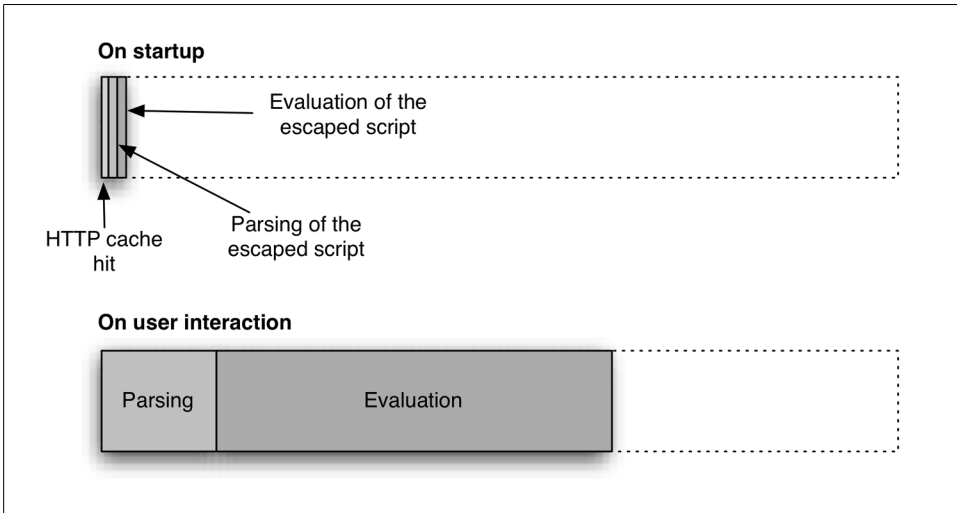 On startup
Evaluation of the
escaped script
Parsing of the
escaped script
HTTP cache
hit
On user interaction
Parsing
Evaluation